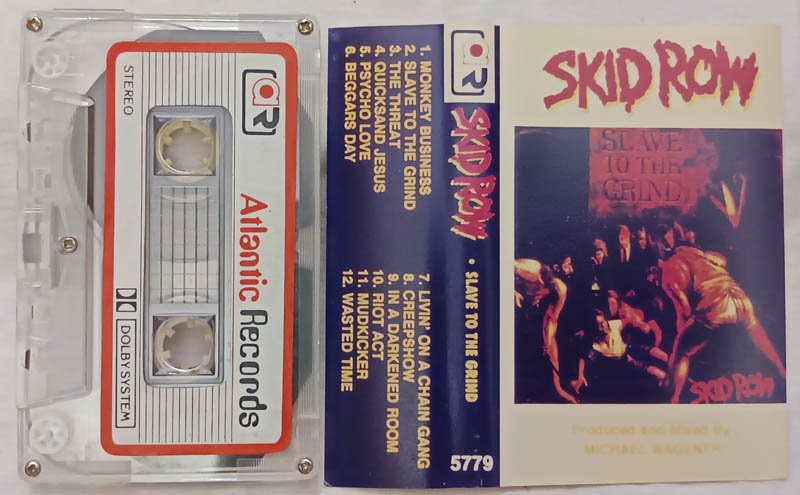 STEREO
ar
Atlantic Records
DOLBY SYSTEM
ar
SKID ROW • SLAVE TO THE GRIND
1. MONKEY BUSINESS
2. SLAVE TO THE GRIND
3. THE THREAT
4. QUICKSAND JESUS
5. PSYCHO LOVE
6. BEGGARS DAY
7. LIVIN' ON A CHAIN GANG
8. CREEPSHOW
9. IN A DARKENED ROOM
10. RIOT ACT
11. MUDKICKER
12. WASTED TIME
5779
SKID ROW
SLAVE
TO THE
GRIND
SKID ROW
Produced and Mixed By
MICHAEL WAGENER